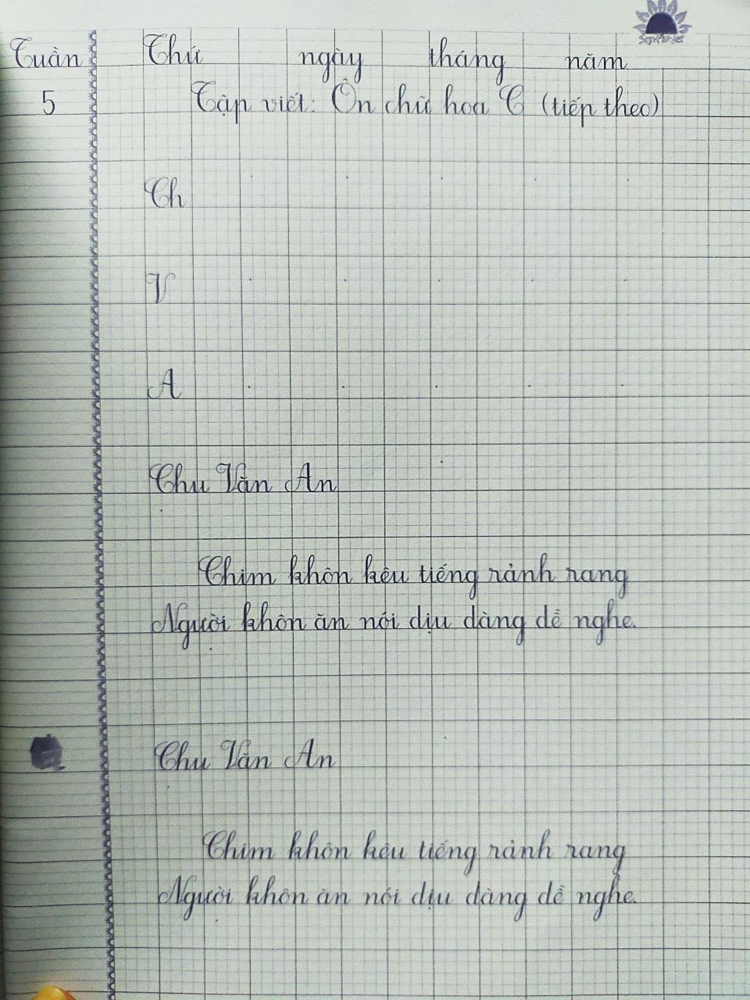 Tuần Thứ ngày tháng năm
5 Tập viết: Ôn chữ hoa C (tiếp theo)
Ch
V
A
Chu Văn An
Chim khôn kêu tiếng rảnh rang
Người khôn ăn nói dịu dàng dễ nghe.
Chu Văn An
Chim khôn kêu tiếng rảnh rang
Người khôn ăn nói dịu dàng dễ nghe.